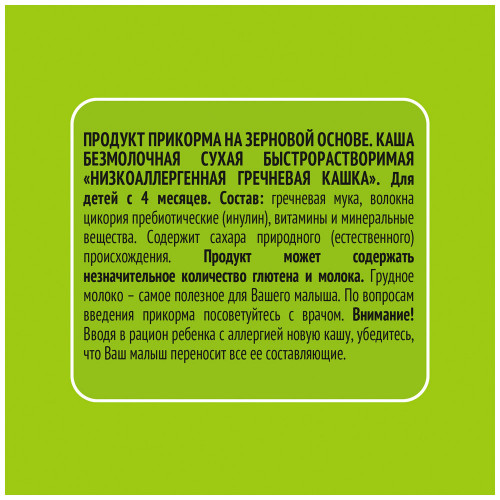 ПРОДУКТ ПРИКОРМА НА ЗЕРНОВОЙ ОСНОВЕ. КАША
БЕЗМОЛОЧНАЯ СУХАЯ БЫСТРОРАСТВОРИМАЯ
«НИЗКОАЛЛЕРГЕННАЯ ГРЕЧНЕВАЯ КАШКА». Для
детей с 4 месяцев. Состав: гречневая мука, волокна
цикория пребиотические (инулин), витамины и минеральные
вещества. Содержит сахара природного (естественного)
происхождения. Продукт может содержать
незначительное количество глютена и молока. Грудное
молоко – самое полезное для Вашего малыша. По вопросам
введения прикорма посоветуйтесь с врачом. Внимание!
Вводя в рацион ребенка с аллергией новую кашу, убедитесь,
что Ваш малыш переносит все ее составляющие.